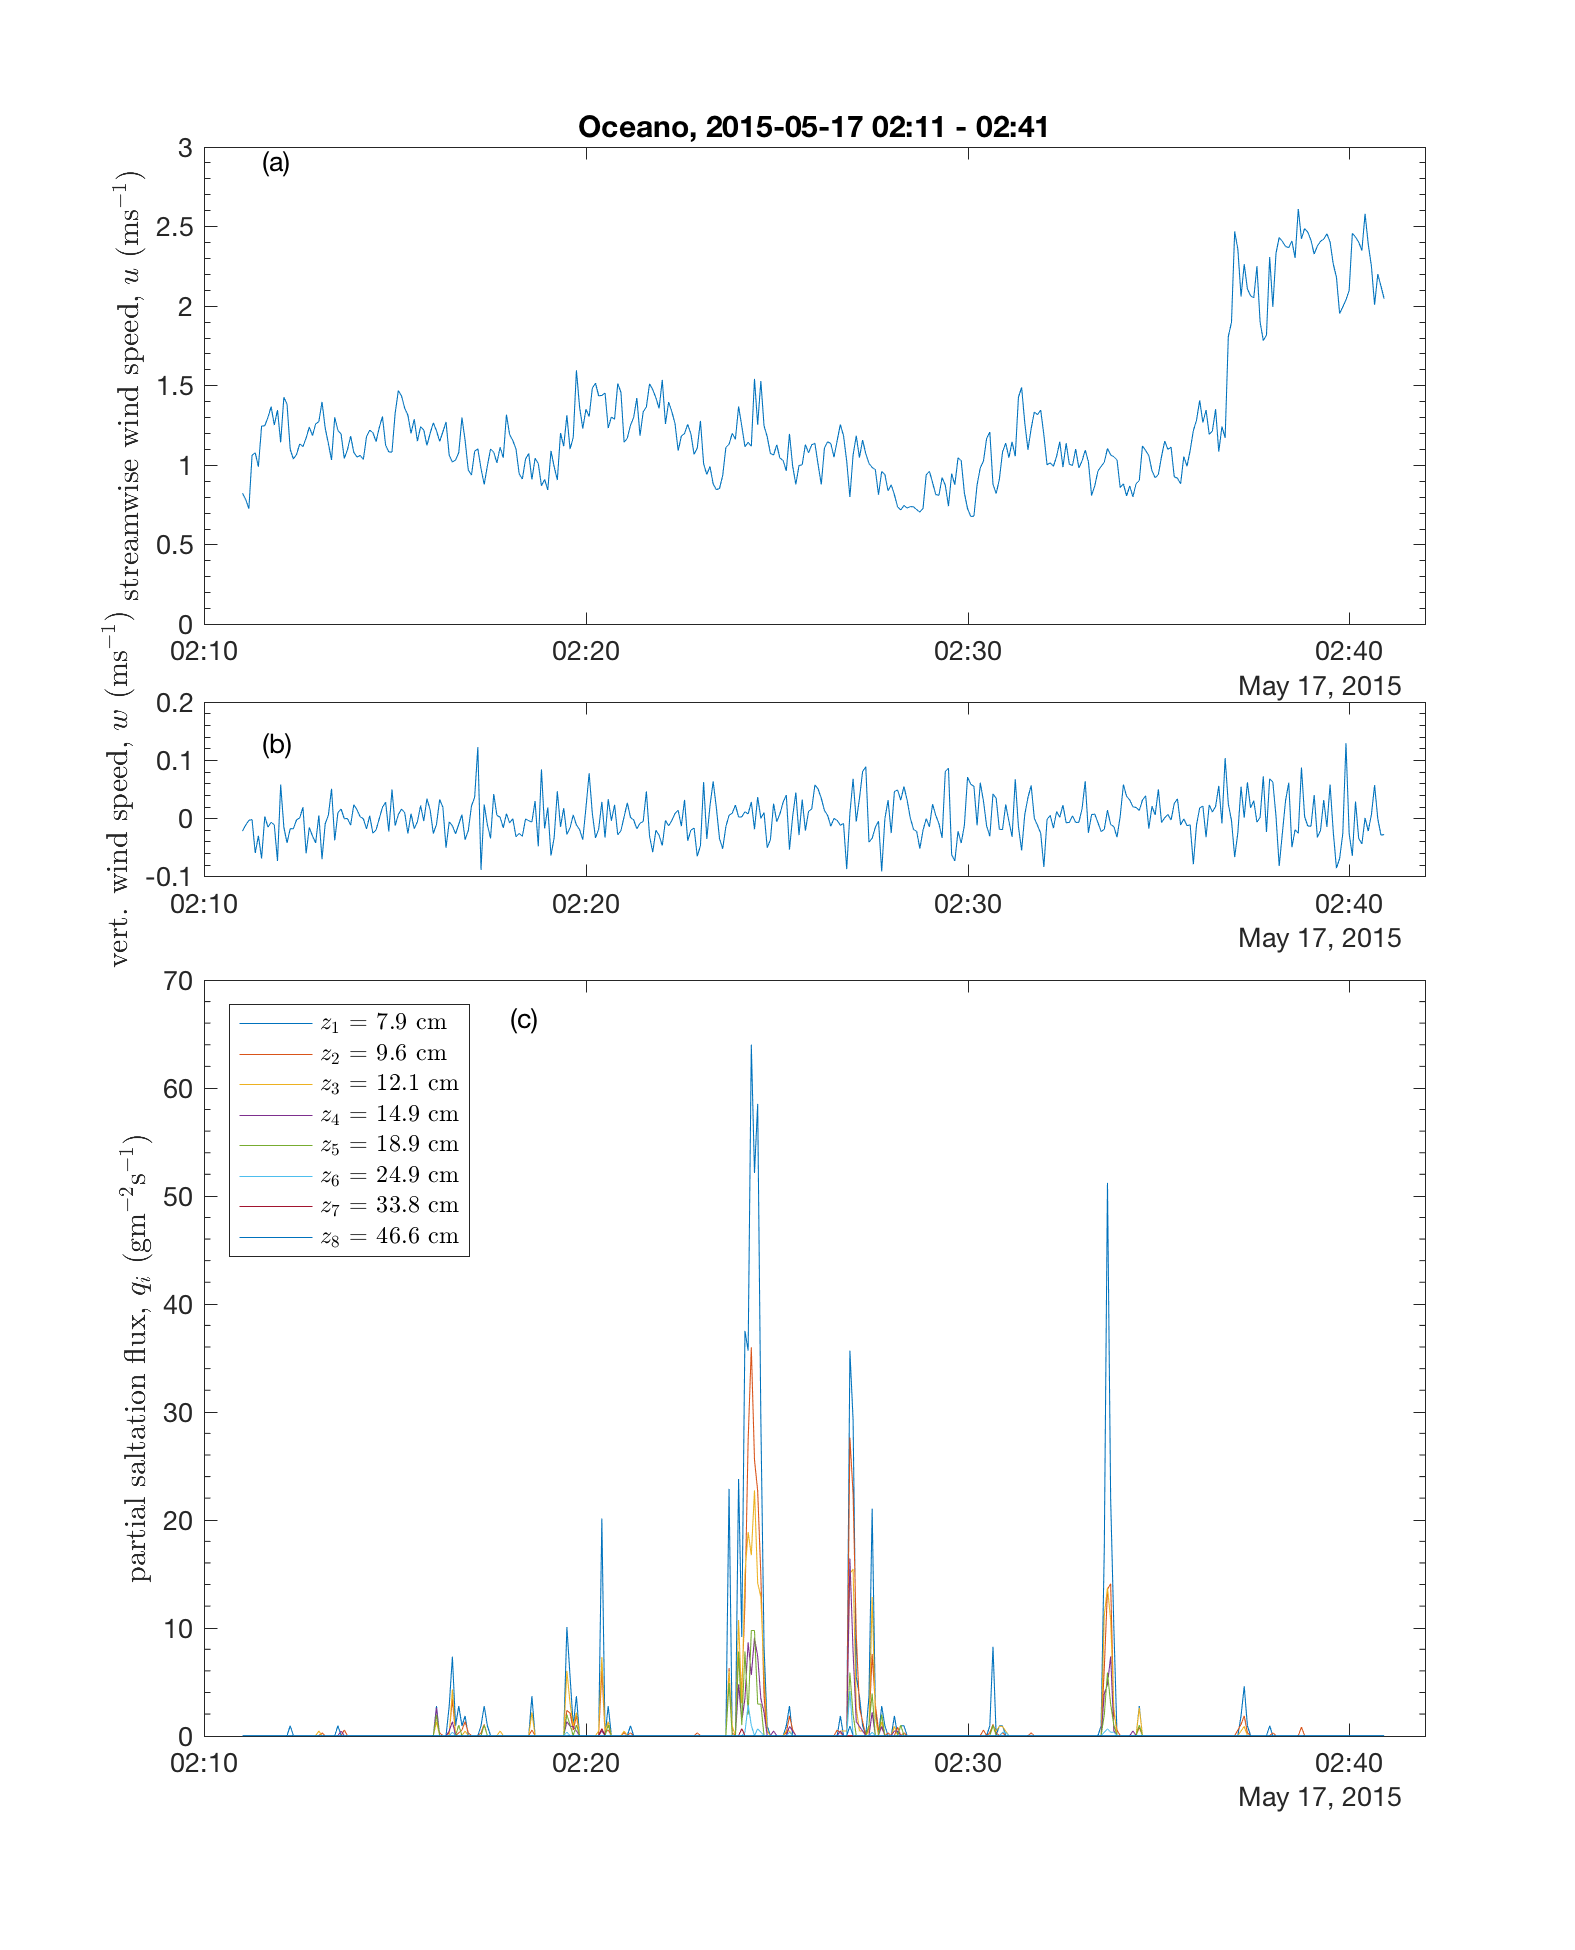 Oceano, 2015-05-17 02:11 - 02:41
(a)
streamwise wind speed, u (ms⁻¹)
3
2.5
2
1.5
1
0.5
0
02:10 02:20 02:30 02:40
May 17, 2015
(b)
vert. wind speed, w (ms⁻¹)
0.2
0.1
0
-0.1
02:10 02:20 02:30 02:40
May 17, 2015
(c)
partial saltation flux, qᵢ (gm⁻²s⁻¹)
70
60
50
40
30
20
10
0
z₁ = 7.9 cm
z₂ = 9.6 cm
z₃ = 12.1 cm
z₄ = 14.9 cm
z₅ = 18.9 cm
z₆ = 24.9 cm
z₇ = 33.8 cm
z₈ = 46.6 cm
02:10 02:20 02:30 02:40
May 17, 2015